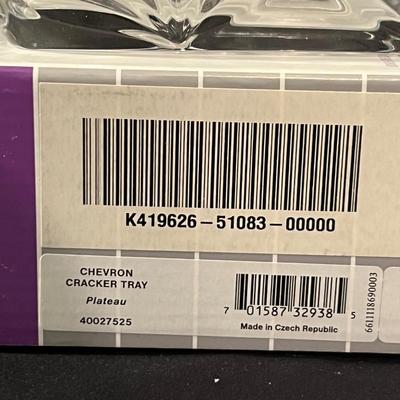 K419626-51083-00000
CHEVRON
CRACKER TRAY
Plateau
40027525
7 01587 32938 5
Made in Czech Republic
6611118690003